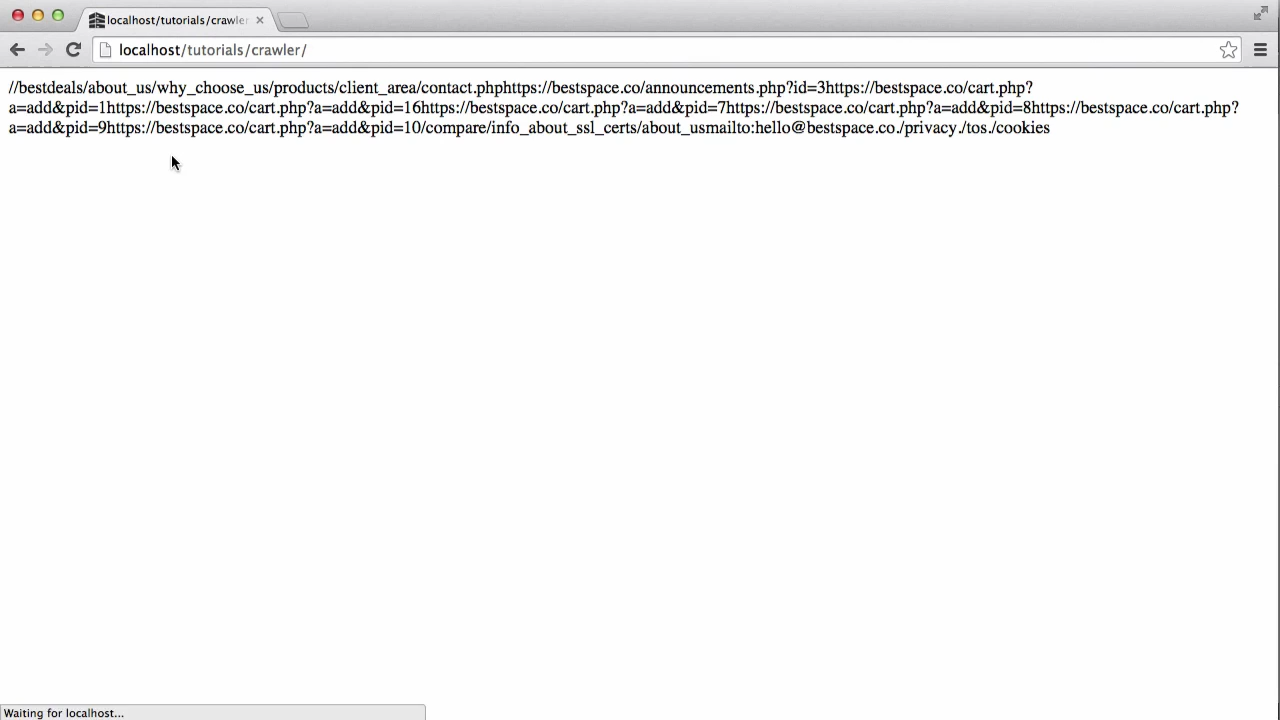 localhost/tutorials/crawler
localhost/tutorials/crawler/
//bestdeals/about_us/why_choose_us/products/client_area/contact.phphttps://bestspace.co/announcements.php?id=3https://bestspace.co/cart.php?
a=add&pid=1https://bestspace.co/cart.php?a=add&pid=16https://bestspace.co/cart.php?a=add&pid=7https://bestspace.co/cart.php?a=add&pid=8https://bestspace.co/cart.php?
a=add&pid=9https://bestspace.co/cart.php?a=add&pid=10/compare/info_about_ssl_certs/about_usmailto:hello@bestspace.co./privacy./tos./cookies
Waiting for localhost...